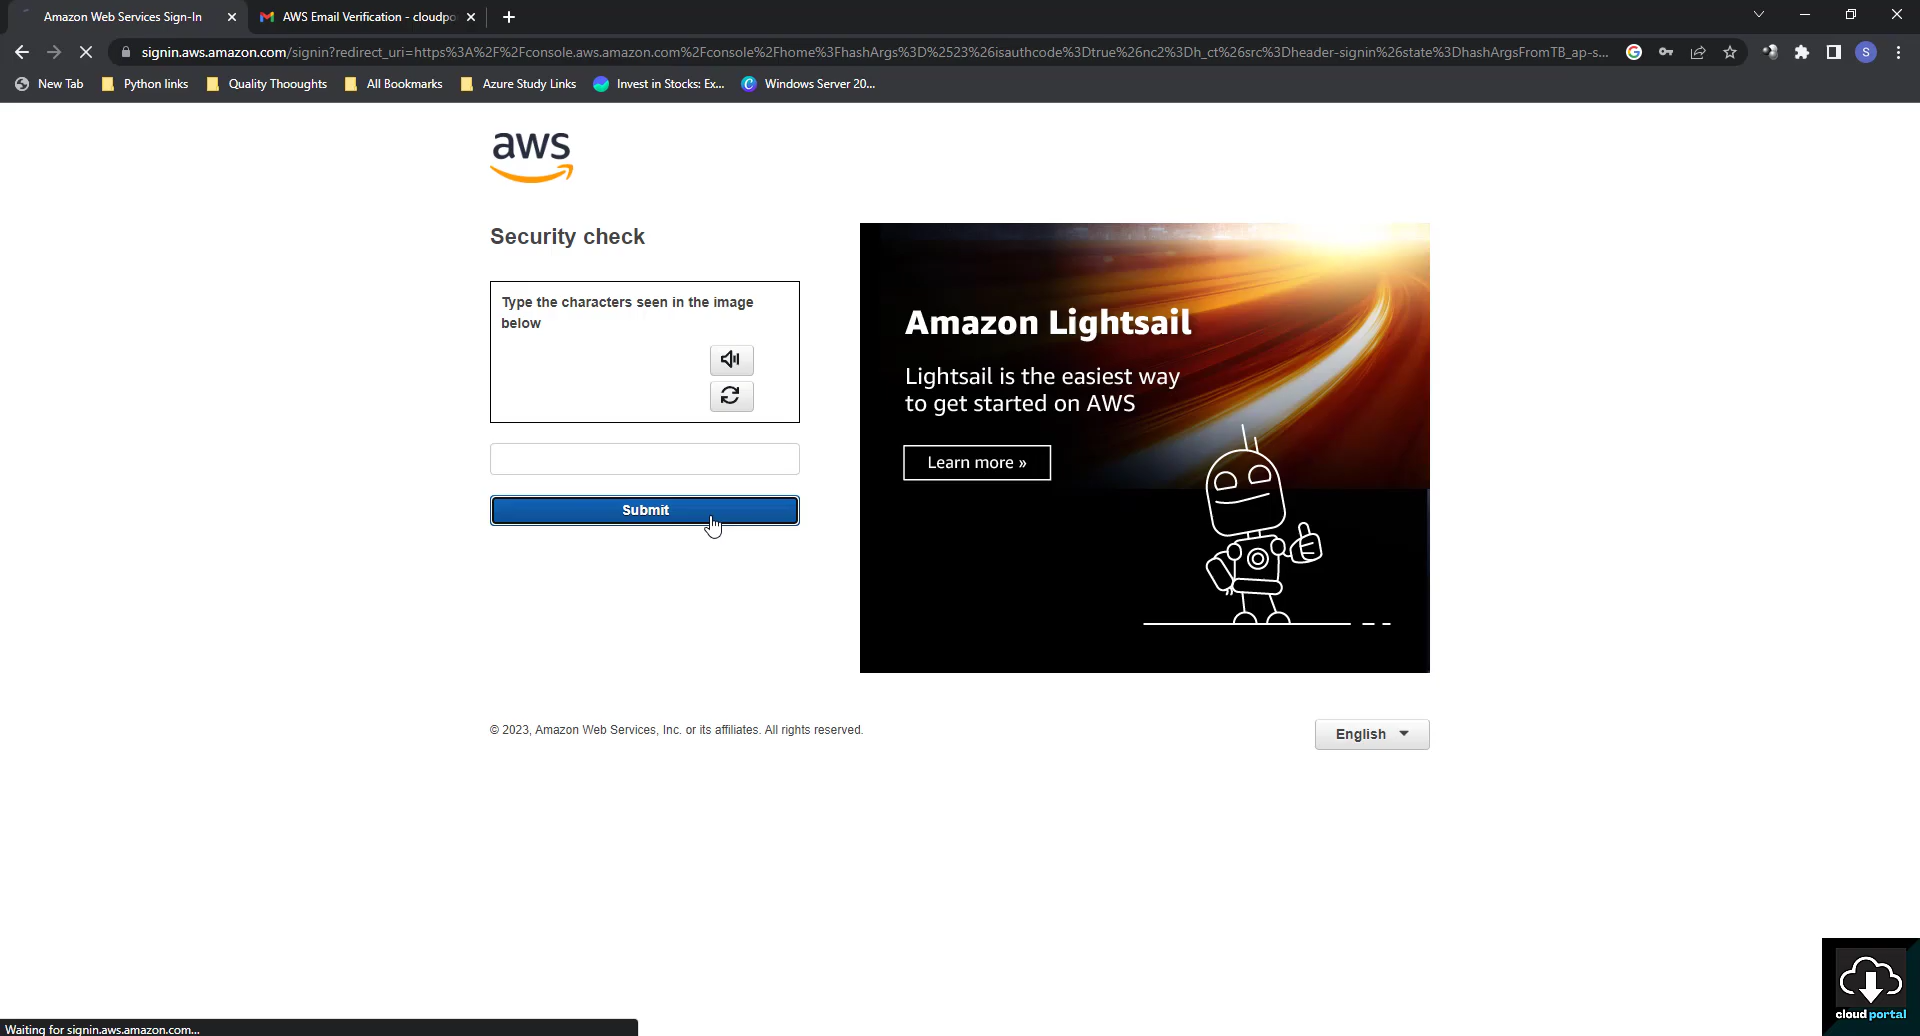 Amazon Web Services Sign-In
AWS Email Verification - cloudpo
signin.aws.amazon.com/signin?redirect_uri=https%3A%2F%2Fconsole.aws.amazon.com%2Fconsole%2Fhome%3FhashArgs%3D%2523%26isauthcode%3Dtrue%26nc2%3Dh_ct%26src%3Dheader-signin%26state%3DhashArgsFromTB_ap-s...
S
New Tab
Python links
Quality Thooughts
All Bookmarks
Azure Study Links
Invest in Stocks: Ex...
Windows Server 20...
aws
Security check
Type the characters seen in the image
below
Submit
Amazon Lightsail
Lightsail is the easiest way
to get started on AWS
Learn more »
© 2023, Amazon Web Services, Inc. or its affiliates. All rights reserved.
English
cloud portal
Waiting for signin.aws.amazon.com...